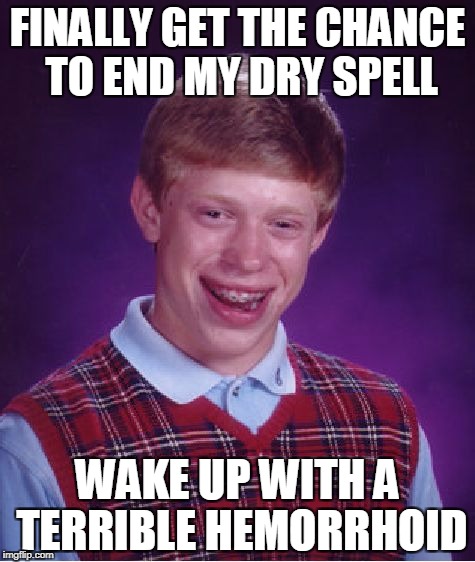 FINALLY GET THE CHANCE
TO END MY DRY SPELL
WAKE UP WITH A
TERRIBLE HEMORRHOID
imgflip.com